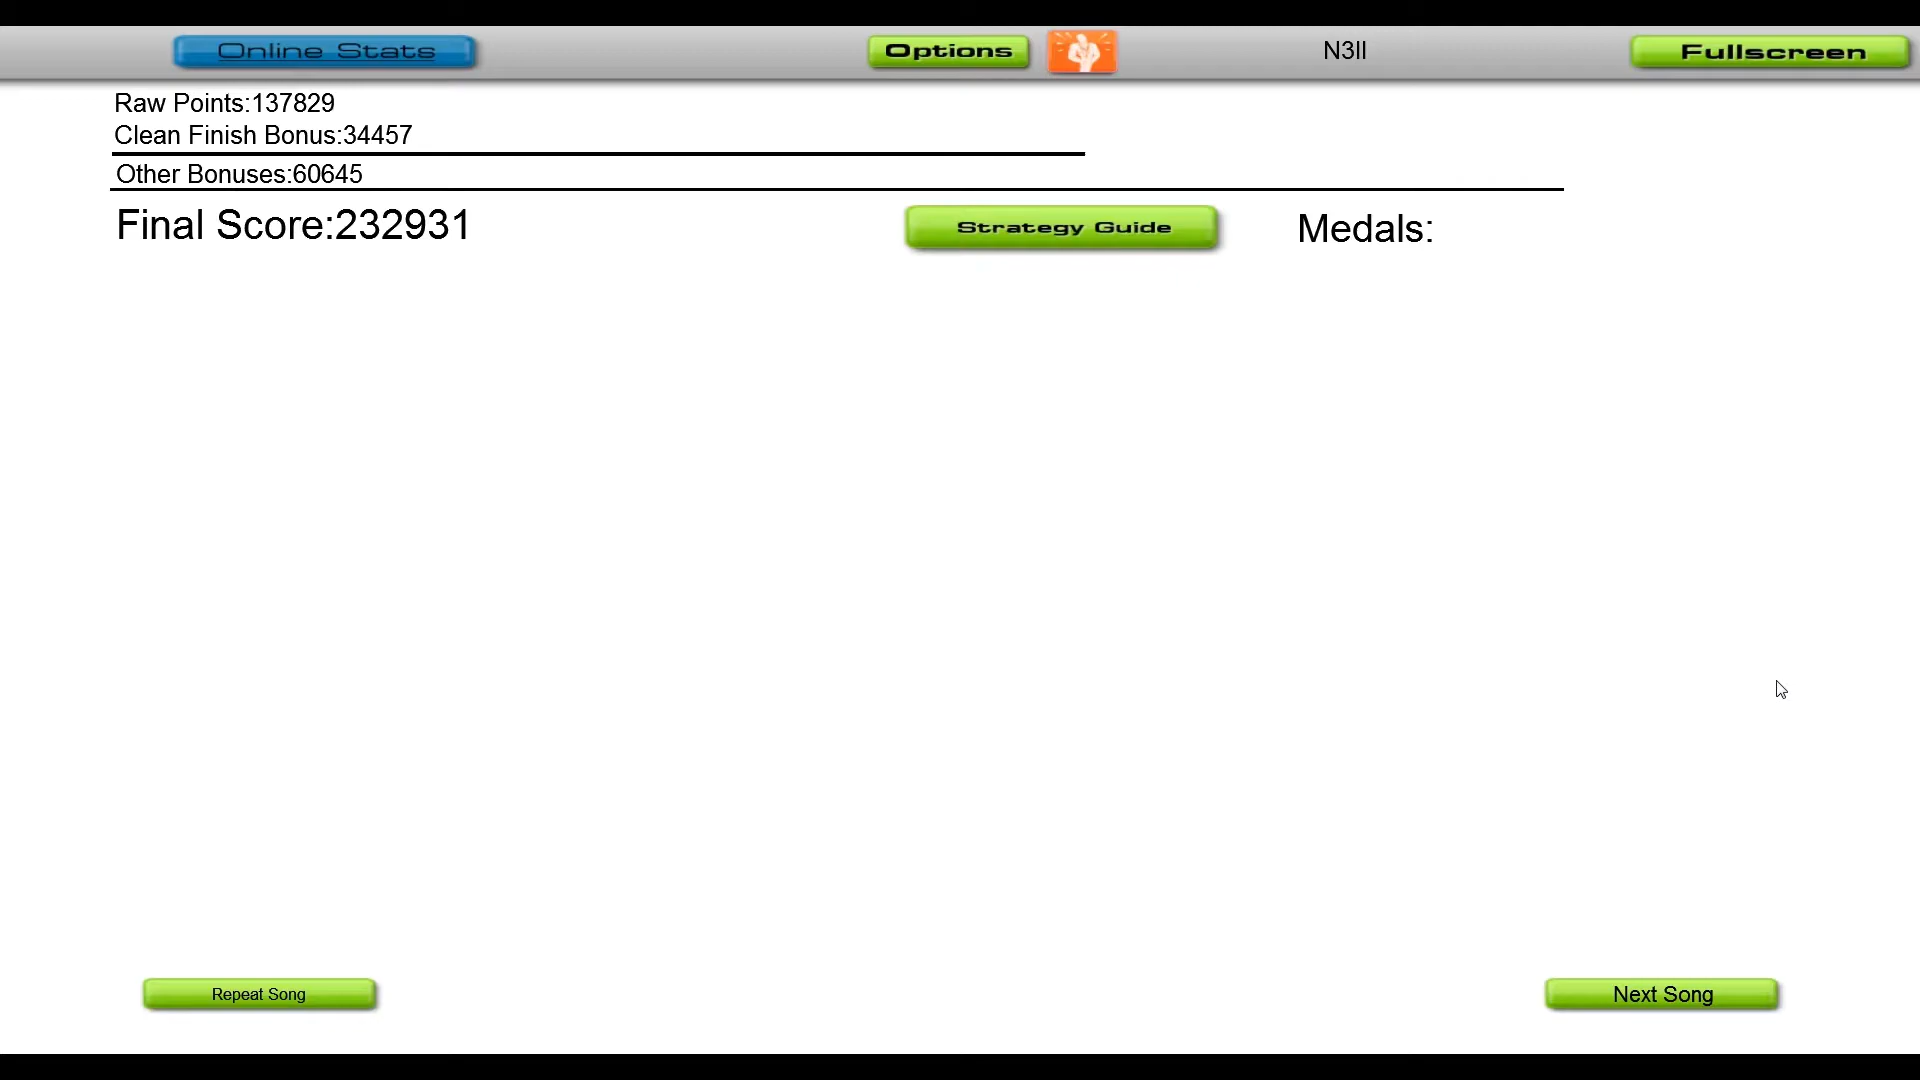 Online Stats
Options
N3II
Fullscreen
Raw Points:137829
Clean Finish Bonus:34457
Other Bonuses:60645
Final Score:232931
Strategy Guide
Medals:
Repeat Song
Next Song